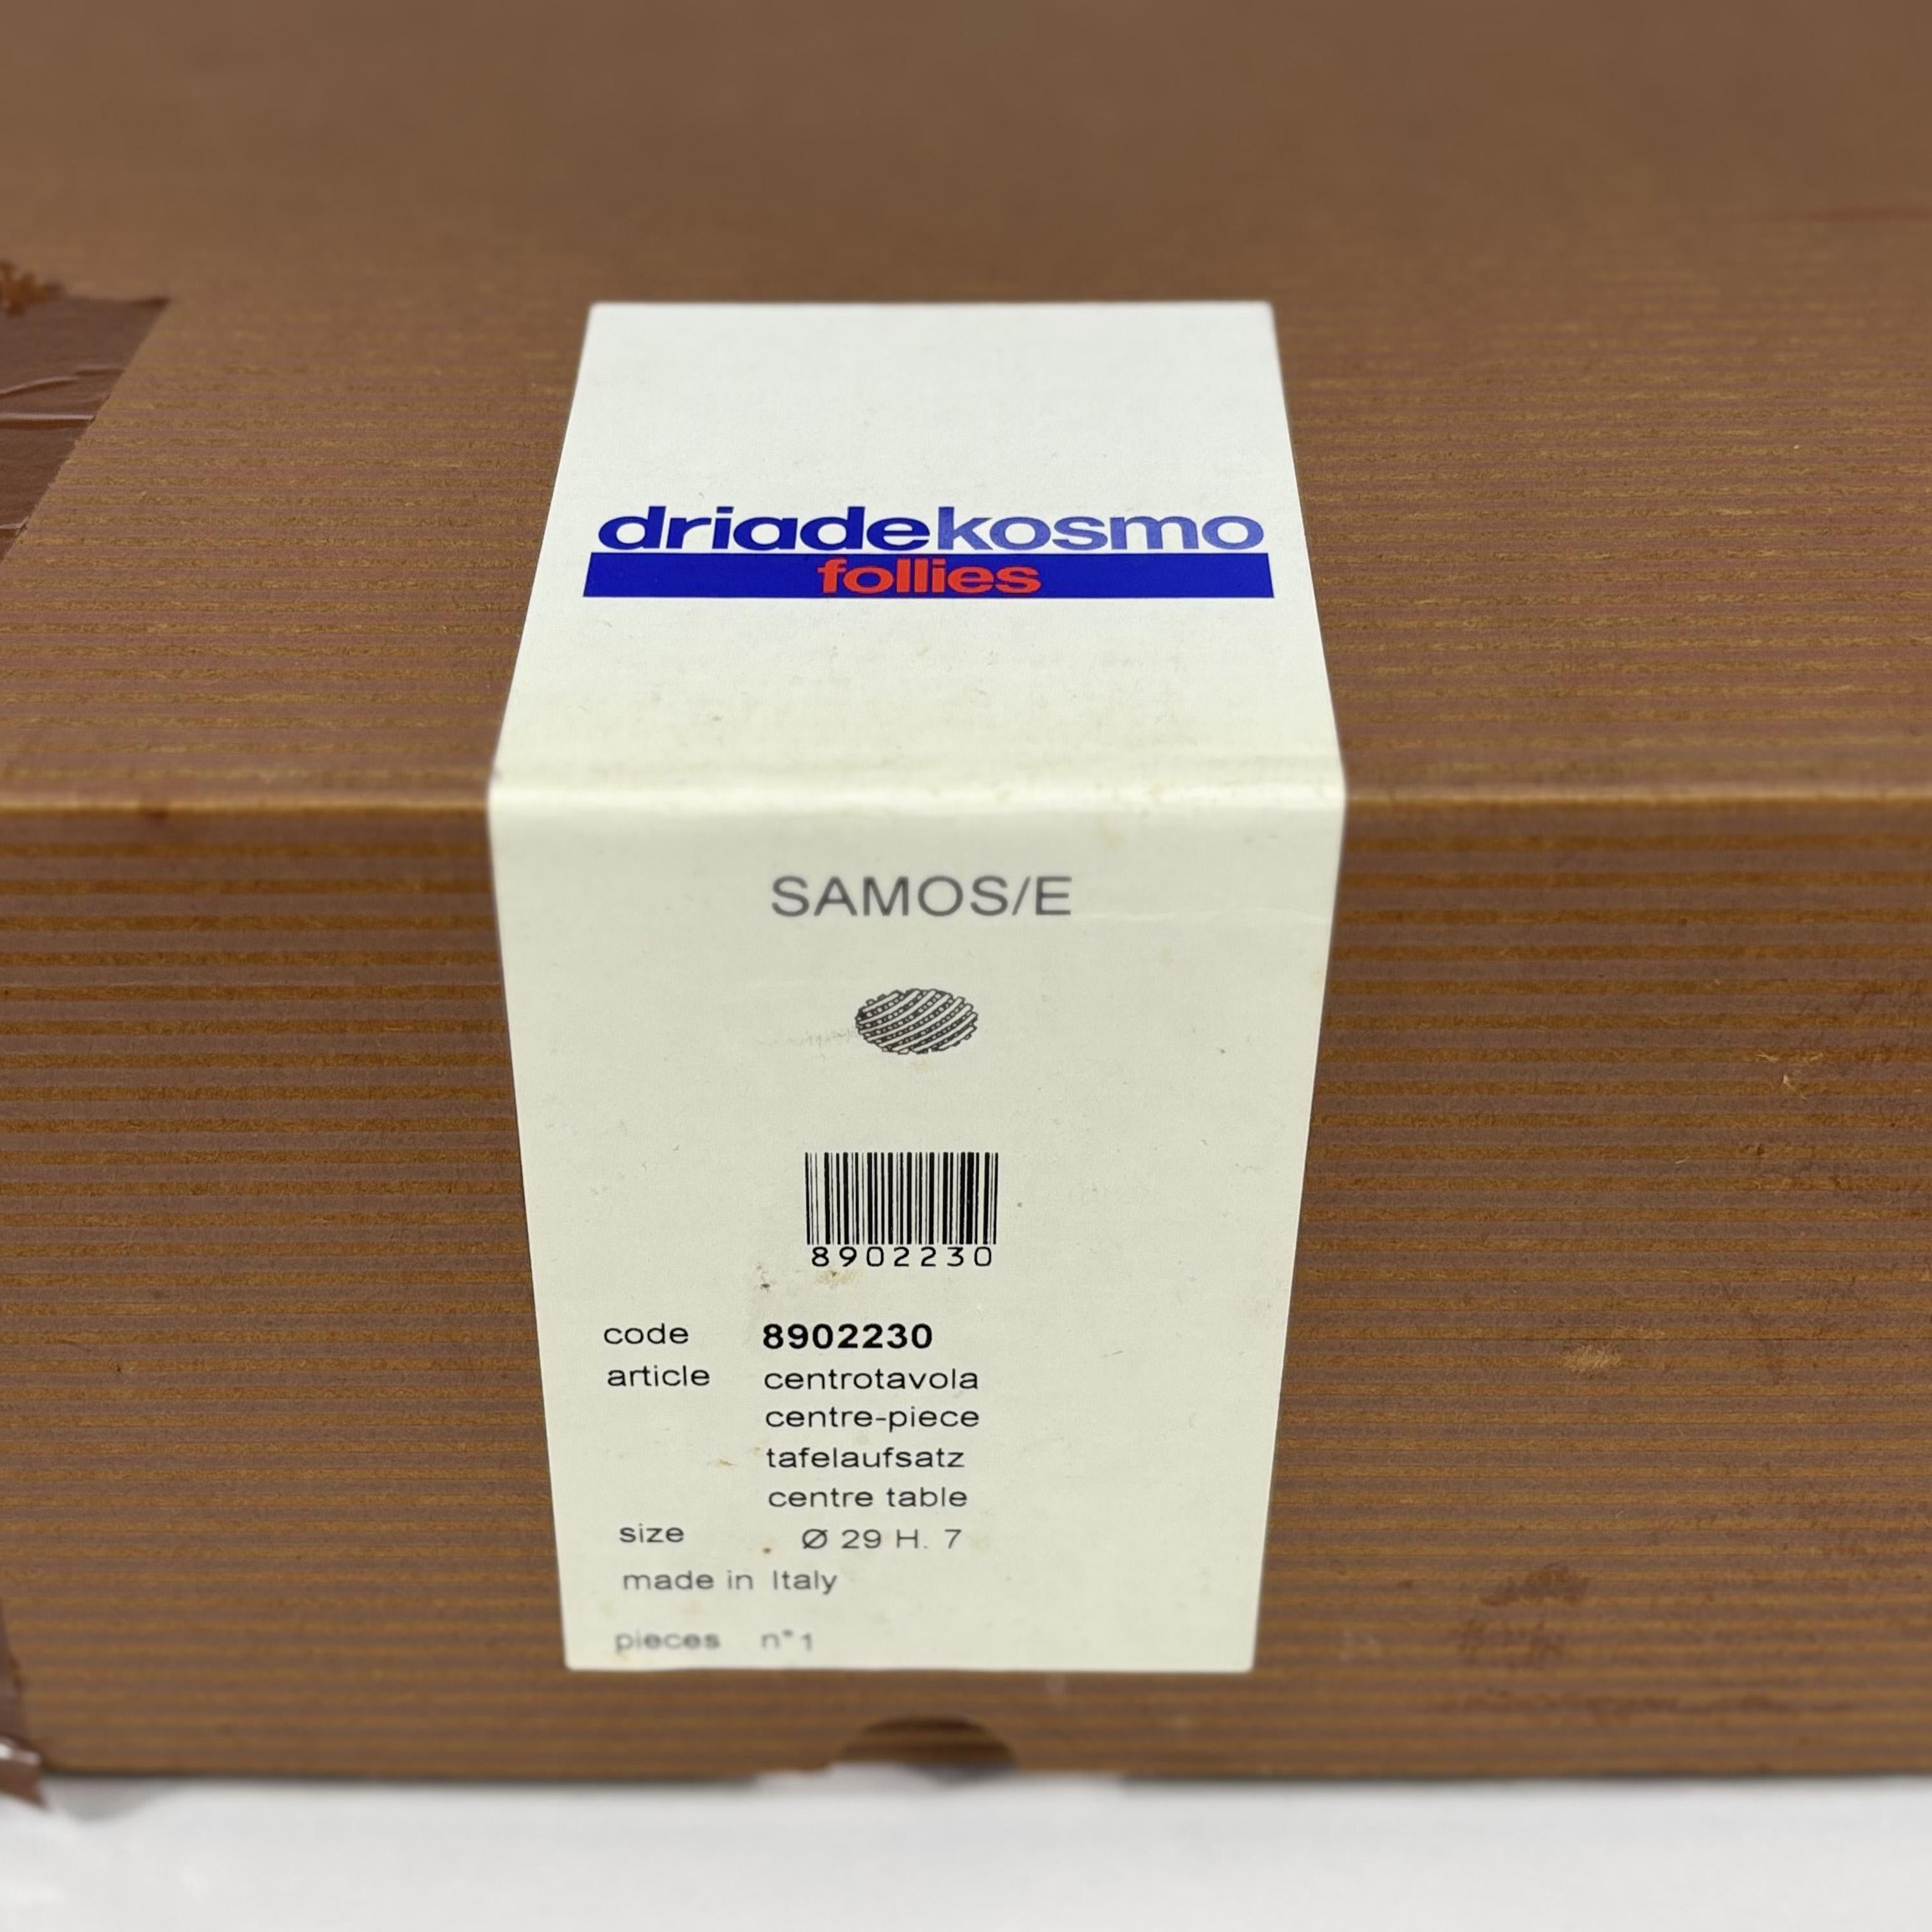 driadekosmo
follies
SAMOS/E
8902230
code 8902230
article centrotavola
centre-piece
tafelaufsatz
centre table
size Ø 29 H. 7
made in Italy
pieces n°1